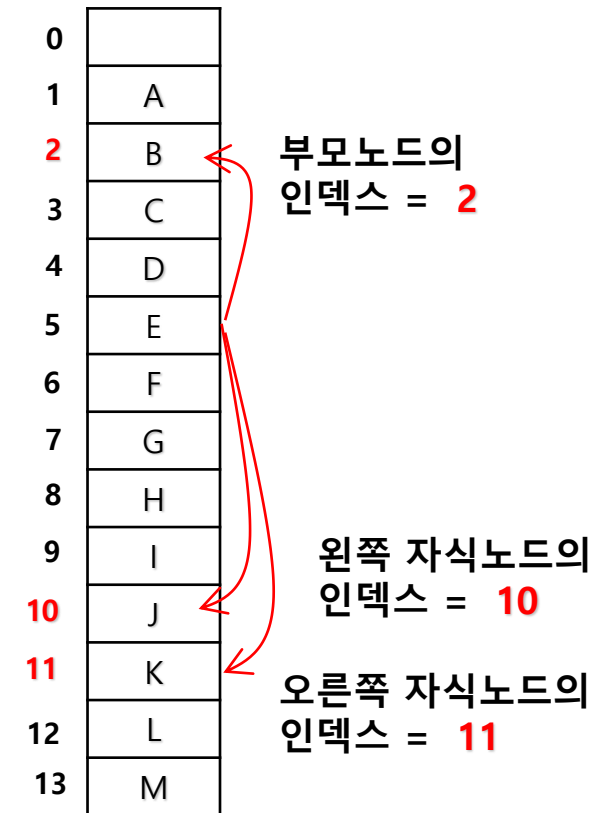 0
1 A
2 B
부모노드의
인덱스 = 2
3 C
4 D
5 E
6 F
7 G
8 H
9 I
왼쪽 자식노드의
인덱스 = 10
10 J
11 K
오른쪽 자식노드의
인덱스 = 11
12 L
13 M